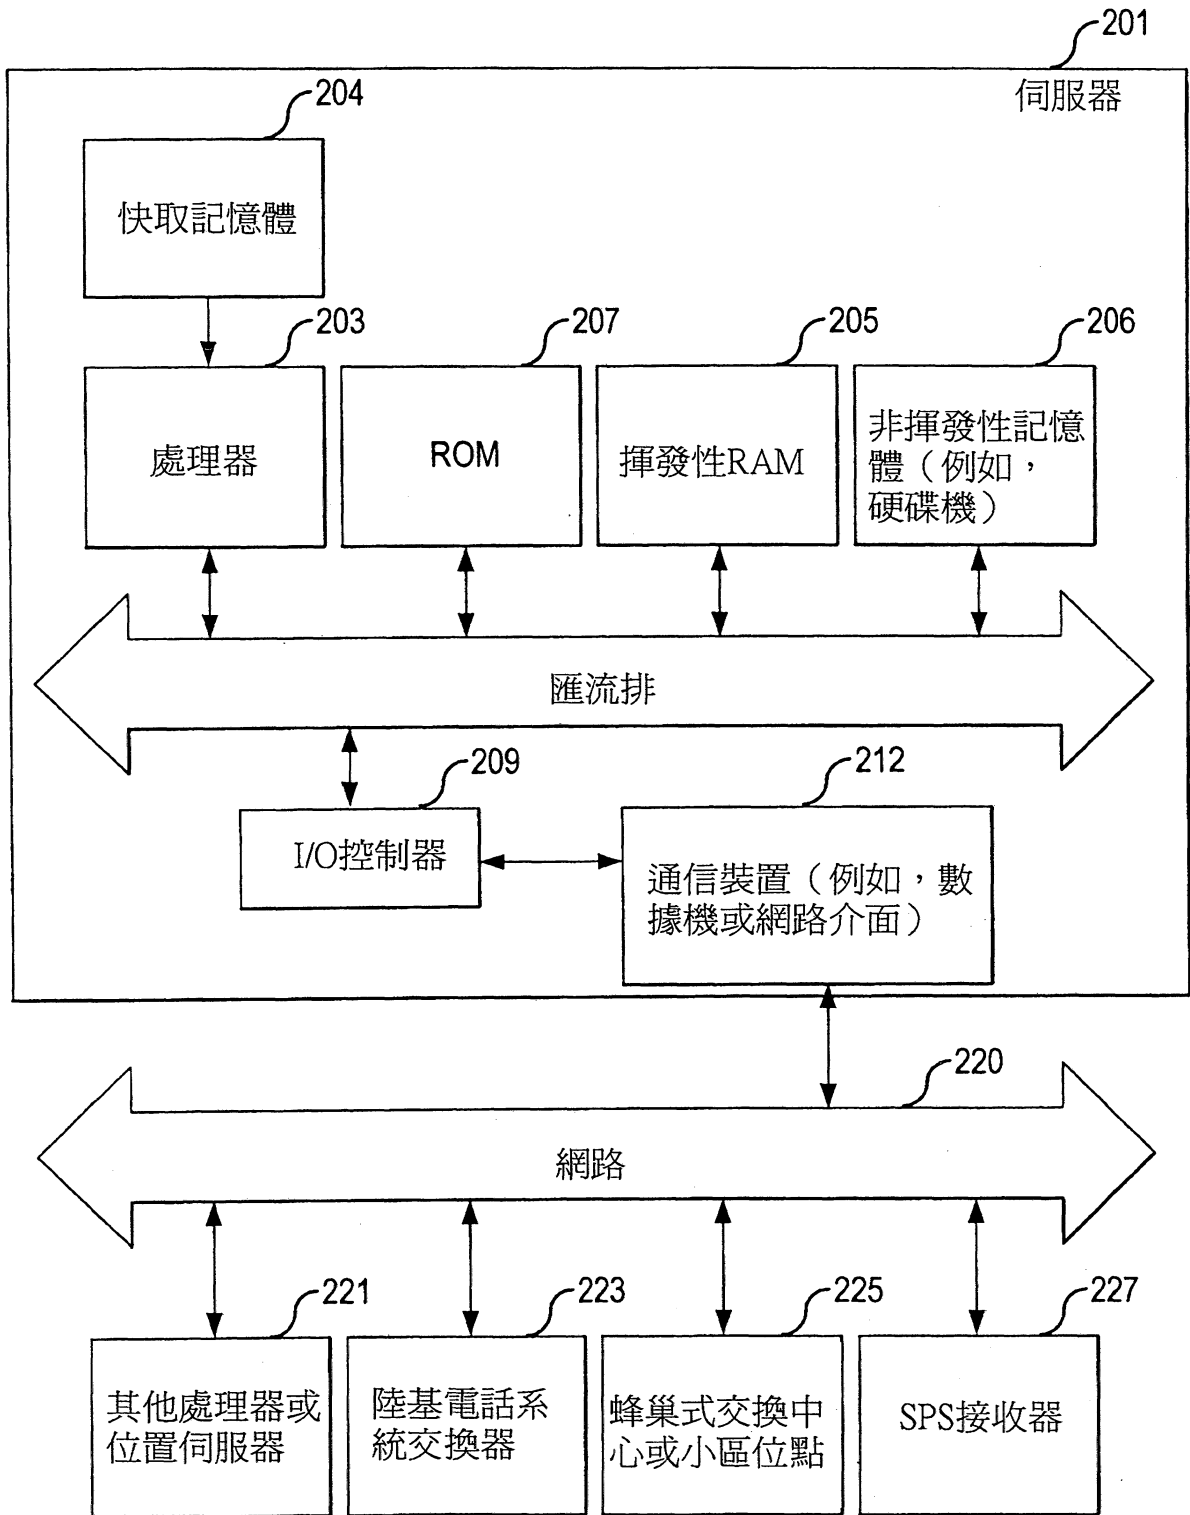 201
伺服器
204
快取記憶體
203
207
205
206
處理器
ROM
揮發性RAM
非揮發性記憶
體（例如，
硬碟機）
匯流排
209
212
I/O控制器
通信裝置（例如，數
據機或網路介面）
220
網路
221
223
225
227
其他處理器或
位置伺服器
陸基電話系
統交換器
蜂巢式交換中
心或小區位點
SPS接收器